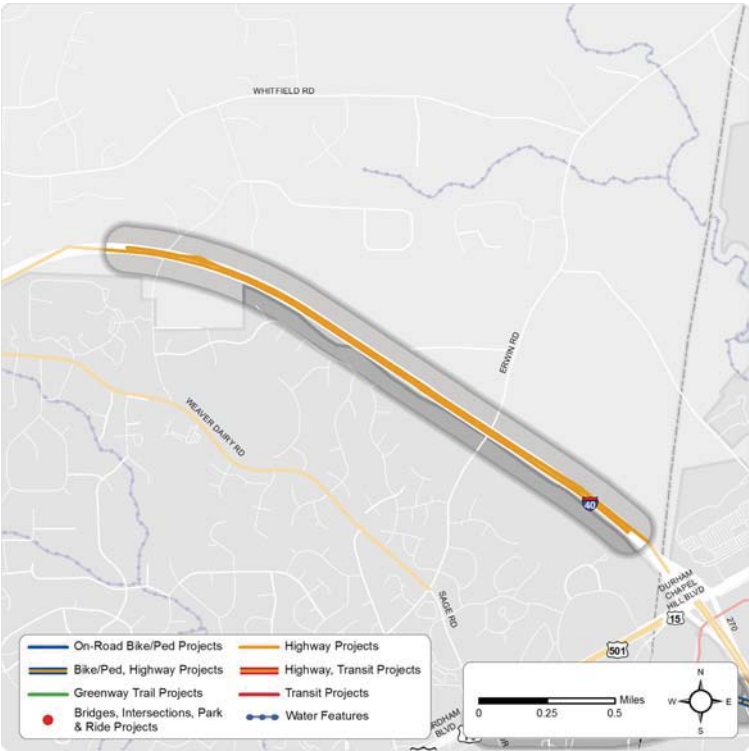 WHITFIELD RD
ERWIN RD
WEAVER DAIRY RD
40
SAGE RD
DURHAM
CHAPEL
HILL BLVD
15
270
501
On-Road Bike/Ped Projects
Bike/Ped, Highway Projects
Greenway Trail Projects
Bridges, Intersections, Park
& Ride Projects
Highway Projects
Highway, Transit Projects
Transit Projects
Water Features
Miles
0 0.25 0.5
N
W E
S
BLVD